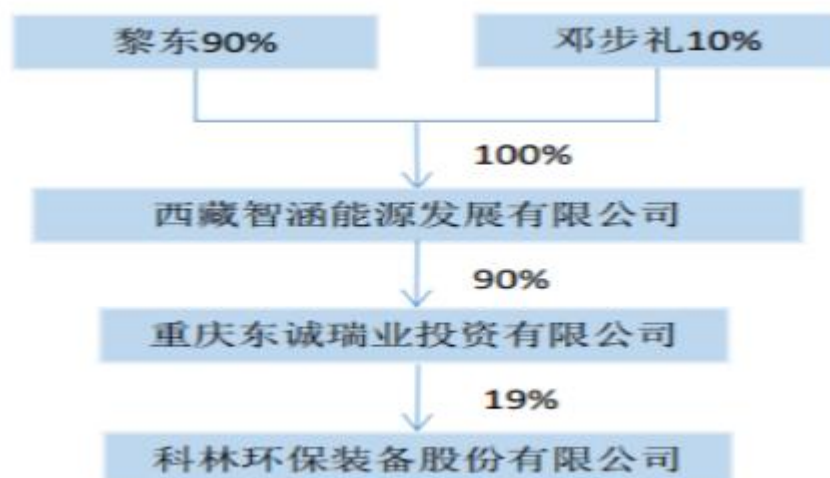 黎东90%
邓步礼10%
100%
西藏智涵能源发展有限公司
90%
重庆东诚瑞业投资有限公司
19%
科林环保装备股份有限公司